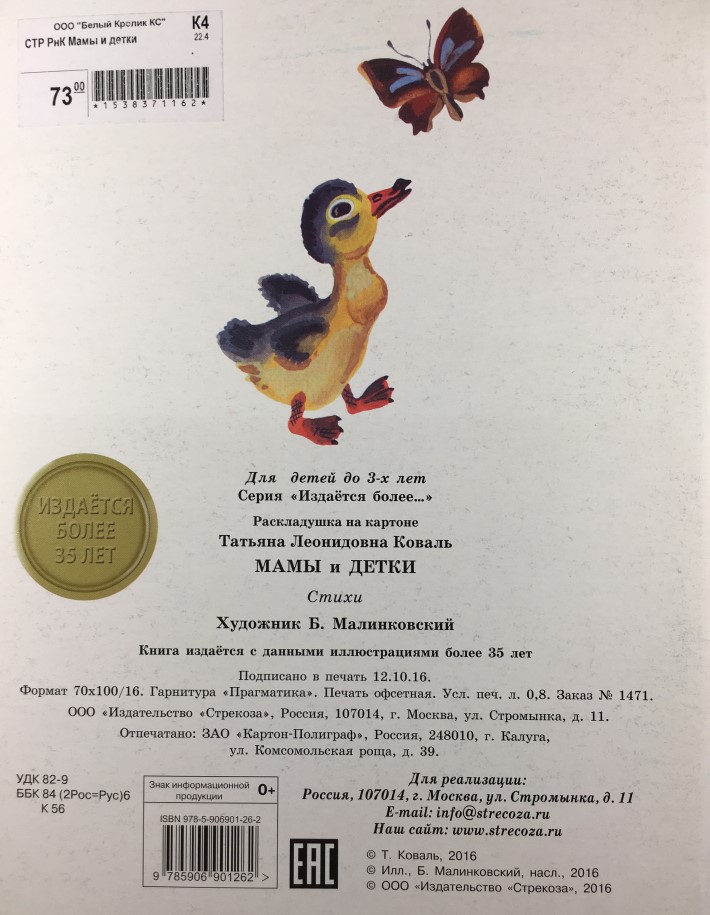 ООО "Белый Кролик КС"
К4
СТР РнК Мамы и детки
22.4
73 00
*1538371162*
Для детей до 3-х лет
Серия «Издаётся более...»
ИЗДАЁТСЯ
БОЛЕЕ
35 ЛЕТ
Раскладушка на картоне
Татьяна Леонидовна Коваль
МАМЫ и ДЕТКИ
Стихи
Художник Б. Малинковский
Книга издаётся с данными иллюстрациями более 35 лет
Подписано в печать 12.10.16.
Формат 70х100/16. Гарнитура «Прагматика». Печать офсетная. Усл. печ. л. 0,8. Заказ № 1471.
ООО «Издательство «Стрекоза», Россия, 107014, г. Москва, ул. Стромынка, д. 11.
Отпечатано: ЗАО «Картон-Полиграф», Россия, 248010, г. Калуга,
ул. Комсомольская роща, д. 39.
УДК 82-9
ББК 84 (2Рос=Рус)6
К 56
Знак информационной
продукции
0+
ISBN 978-5-906901-26-2
9 785906 901262 >
ЕАС
Для реализации:
Россия, 107014, г. Москва, ул. Стромынка, д. 11
E-mail: info@strecoza.ru
Наш сайт: www.strecoza.ru
© Т. Коваль, 2016
© Илл., Б. Малинковский, насл., 2016
© ООО «Издательство «Стрекоза», 2016